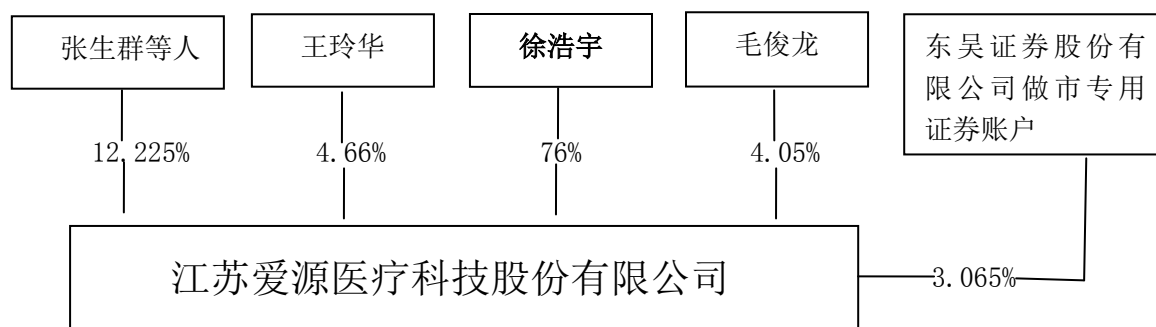 张生群等人
王玲华
徐浩宇
毛俊龙
东吴证券股份有
限公司做市专用
证券账户
12.225%
4.66%
76%
4.05%
江苏爱源医疗科技股份有限公司
3.065%